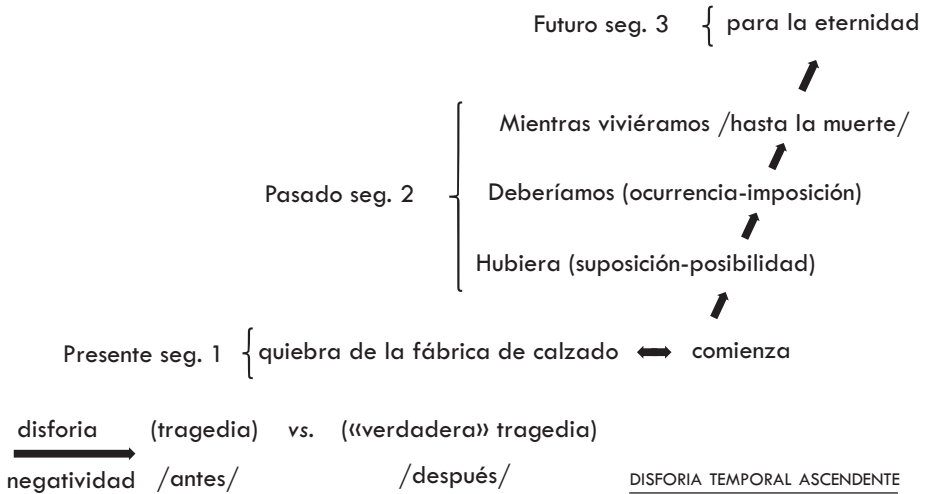 Futuro seg. 3 { para la eternidad
Mientras viviéramos /hasta la muerte/
Pasado seg. 2 { Deberíamos (ocurrencia-imposición)
Hubiera (suposición-posibilidad)
Presente seg. 1 { quiebra de la fábrica de calzado ↔ comienza
disforia (tragedia) vs. («verdadera» tragedia)
negatividad /antes/ /después/ DISFORIA TEMPORAL ASCENDENTE